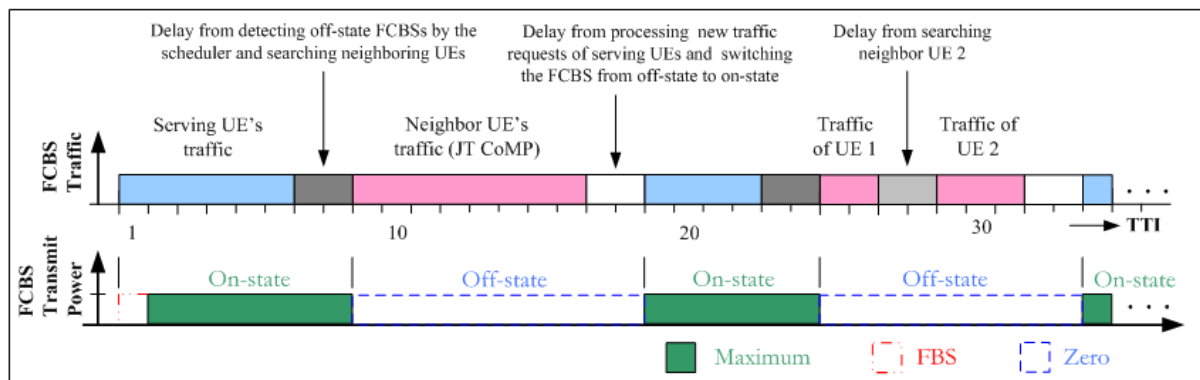 Delay from detecting off-state FCBSs by the
scheduler and searching neighboring UEs
Delay from processing new traffic
requests of serving UEs and switching
the FCBS from off-state to on-state
Delay from searching
neighbor UE 2
Serving UE's
traffic
Neighbor UE's
traffic (JT CoMP)
Traffic
of UE 1
Traffic of
UE 2
FCBS
Traffic
1
10
20
30
TTI
FCBS
Transmit
Power
On-state
Off-state
On-state
Off-state
On-state
Maximum
FBS
Zero